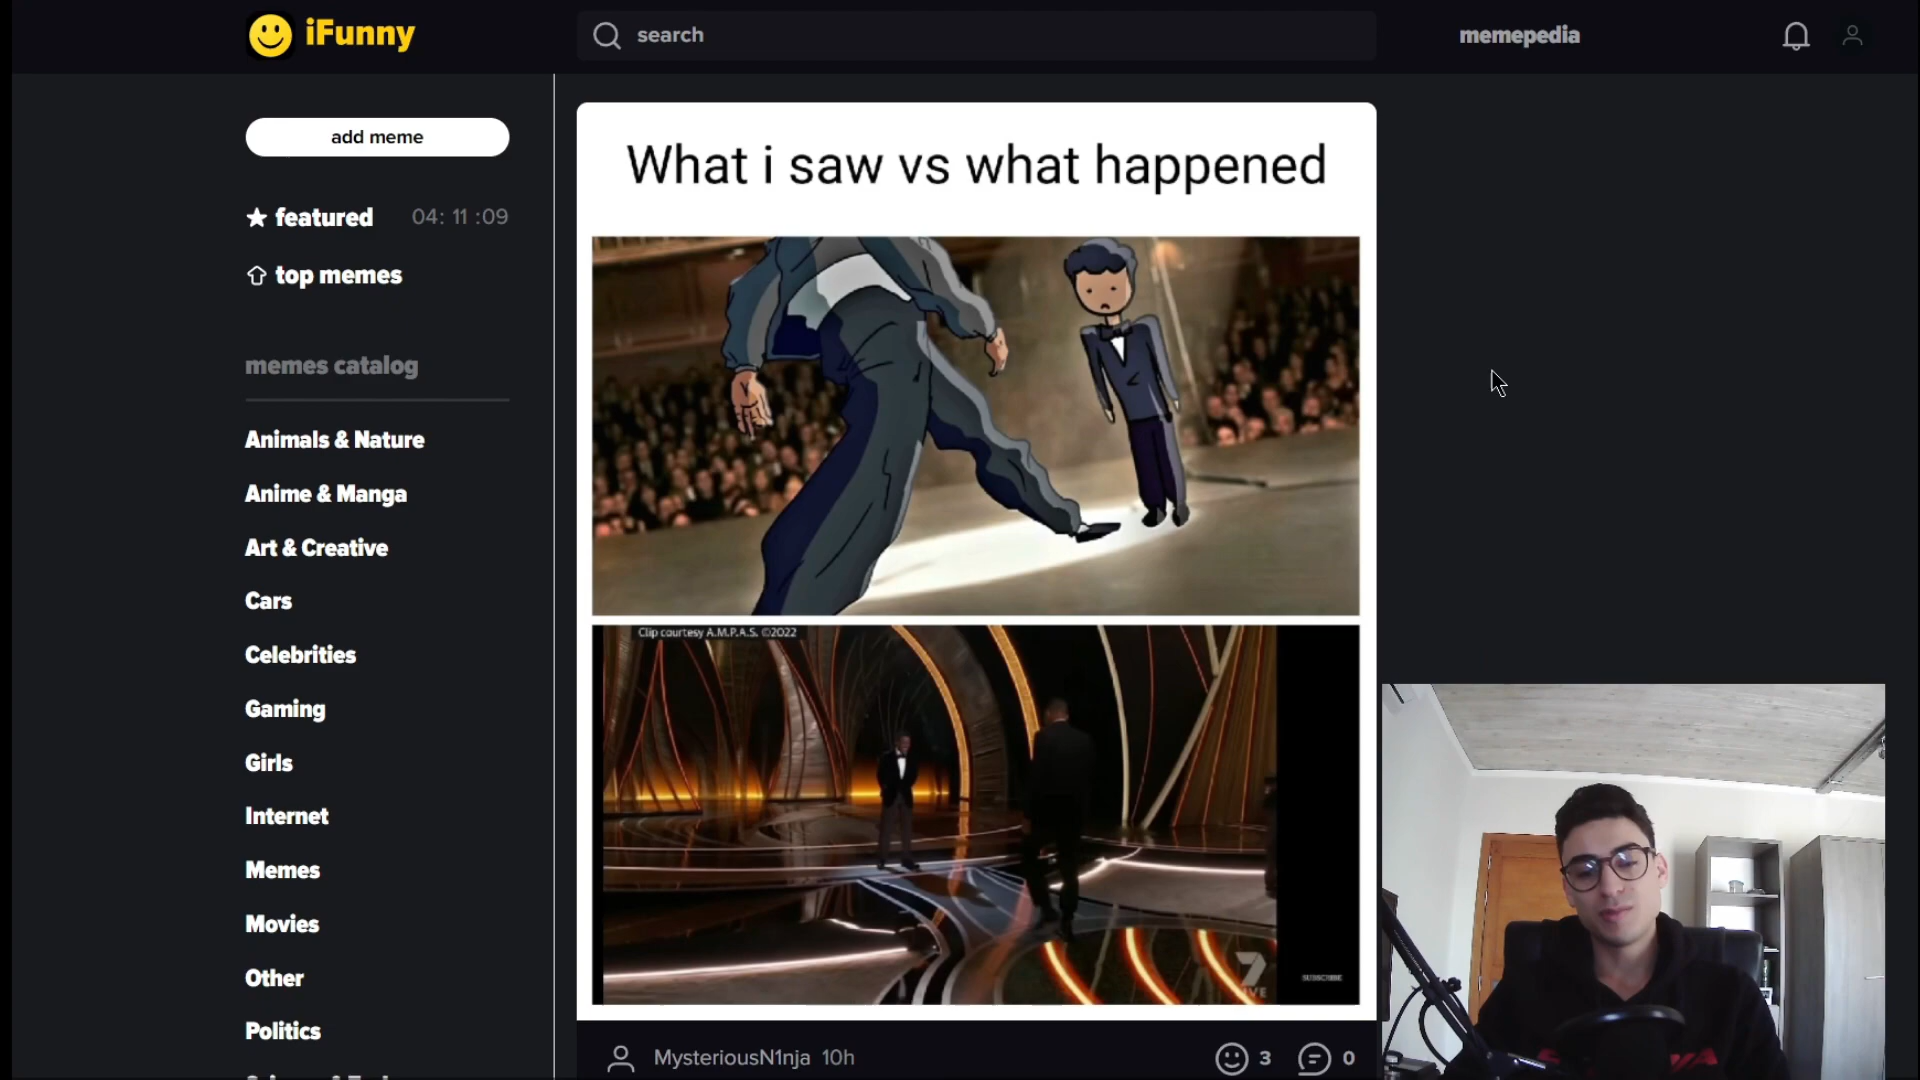 iFunny
search
memepedia
add meme
featured 04: 11 :09
top memes
memes catalog
Animals & Nature
Anime & Manga
Art & Creative
Cars
Celebrities
Gaming
Girls
Internet
Memes
Movies
Other
Politics
What i saw vs what happened
Clip courtesy A.M.P.A.S. ©2022
7
SUBSCRIBE
MysteriousN1nja 10h
3
0